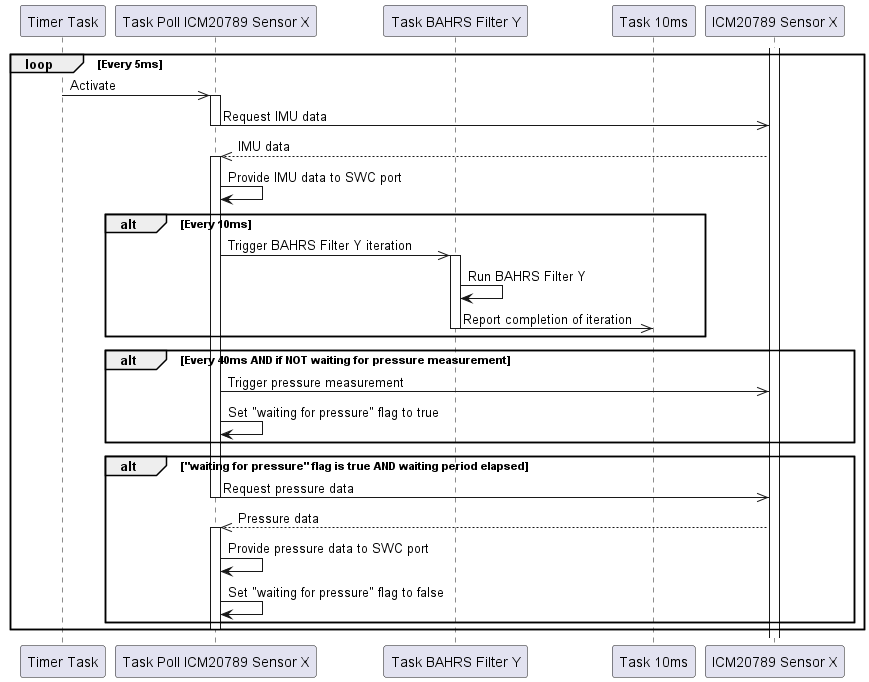 Timer Task
Task Poll ICM20789 Sensor X
Task BAHRS Filter Y
Task 10ms
ICM20789 Sensor X
loop
[Every 5ms]
Activate
Request IMU data
IMU data
Provide IMU data to SWC port
alt
[Every 10ms]
Trigger BAHRS Filter Y iteration
Run BAHRS Filter Y
Report completion of iteration
alt
[Every 40ms AND if NOT waiting for pressure measurement]
Trigger pressure measurement
Set "waiting for pressure" flag to true
alt
["waiting for pressure" flag is true AND waiting period elapsed]
Request pressure data
Pressure data
Provide pressure data to SWC port
Set "waiting for pressure" flag to false
Timer Task
Task Poll ICM20789 Sensor X
Task BAHRS Filter Y
Task 10ms
ICM20789 Sensor X